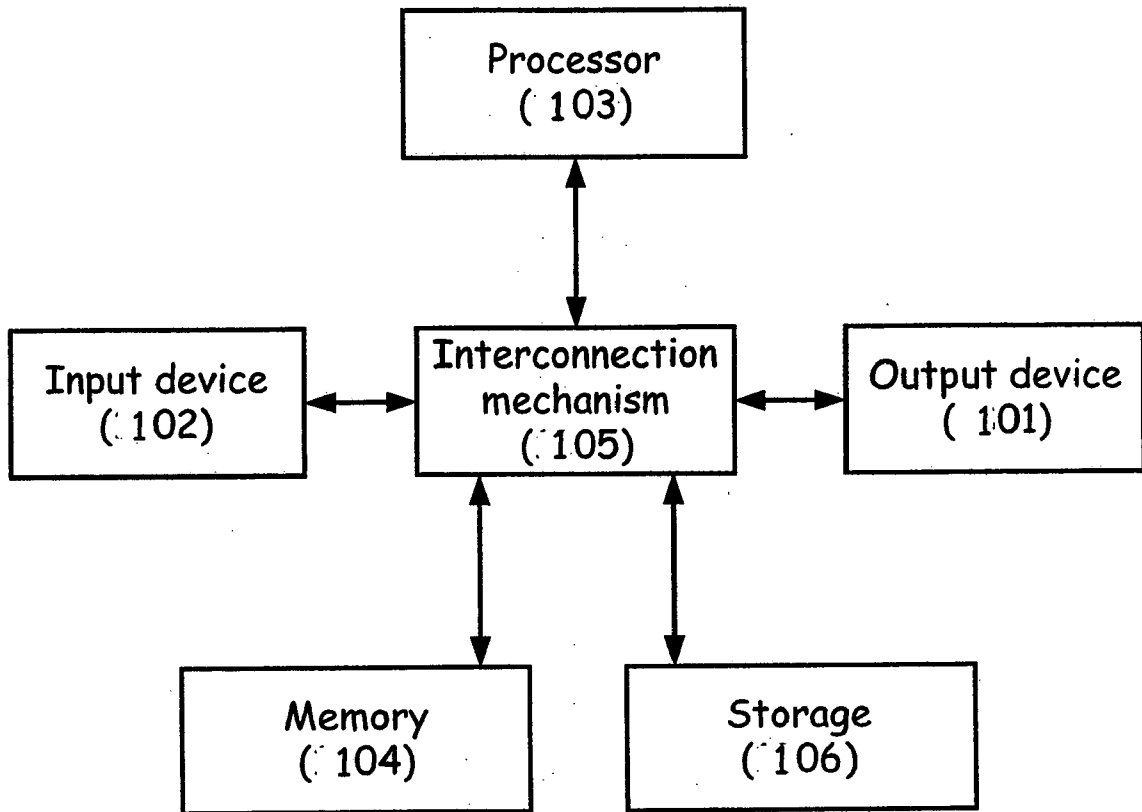 Processor
( 103)
Input device
( 102)
Interconnection
mechanism
( 105)
Output device
( 101)
Memory
( 104)
Storage
( 106)